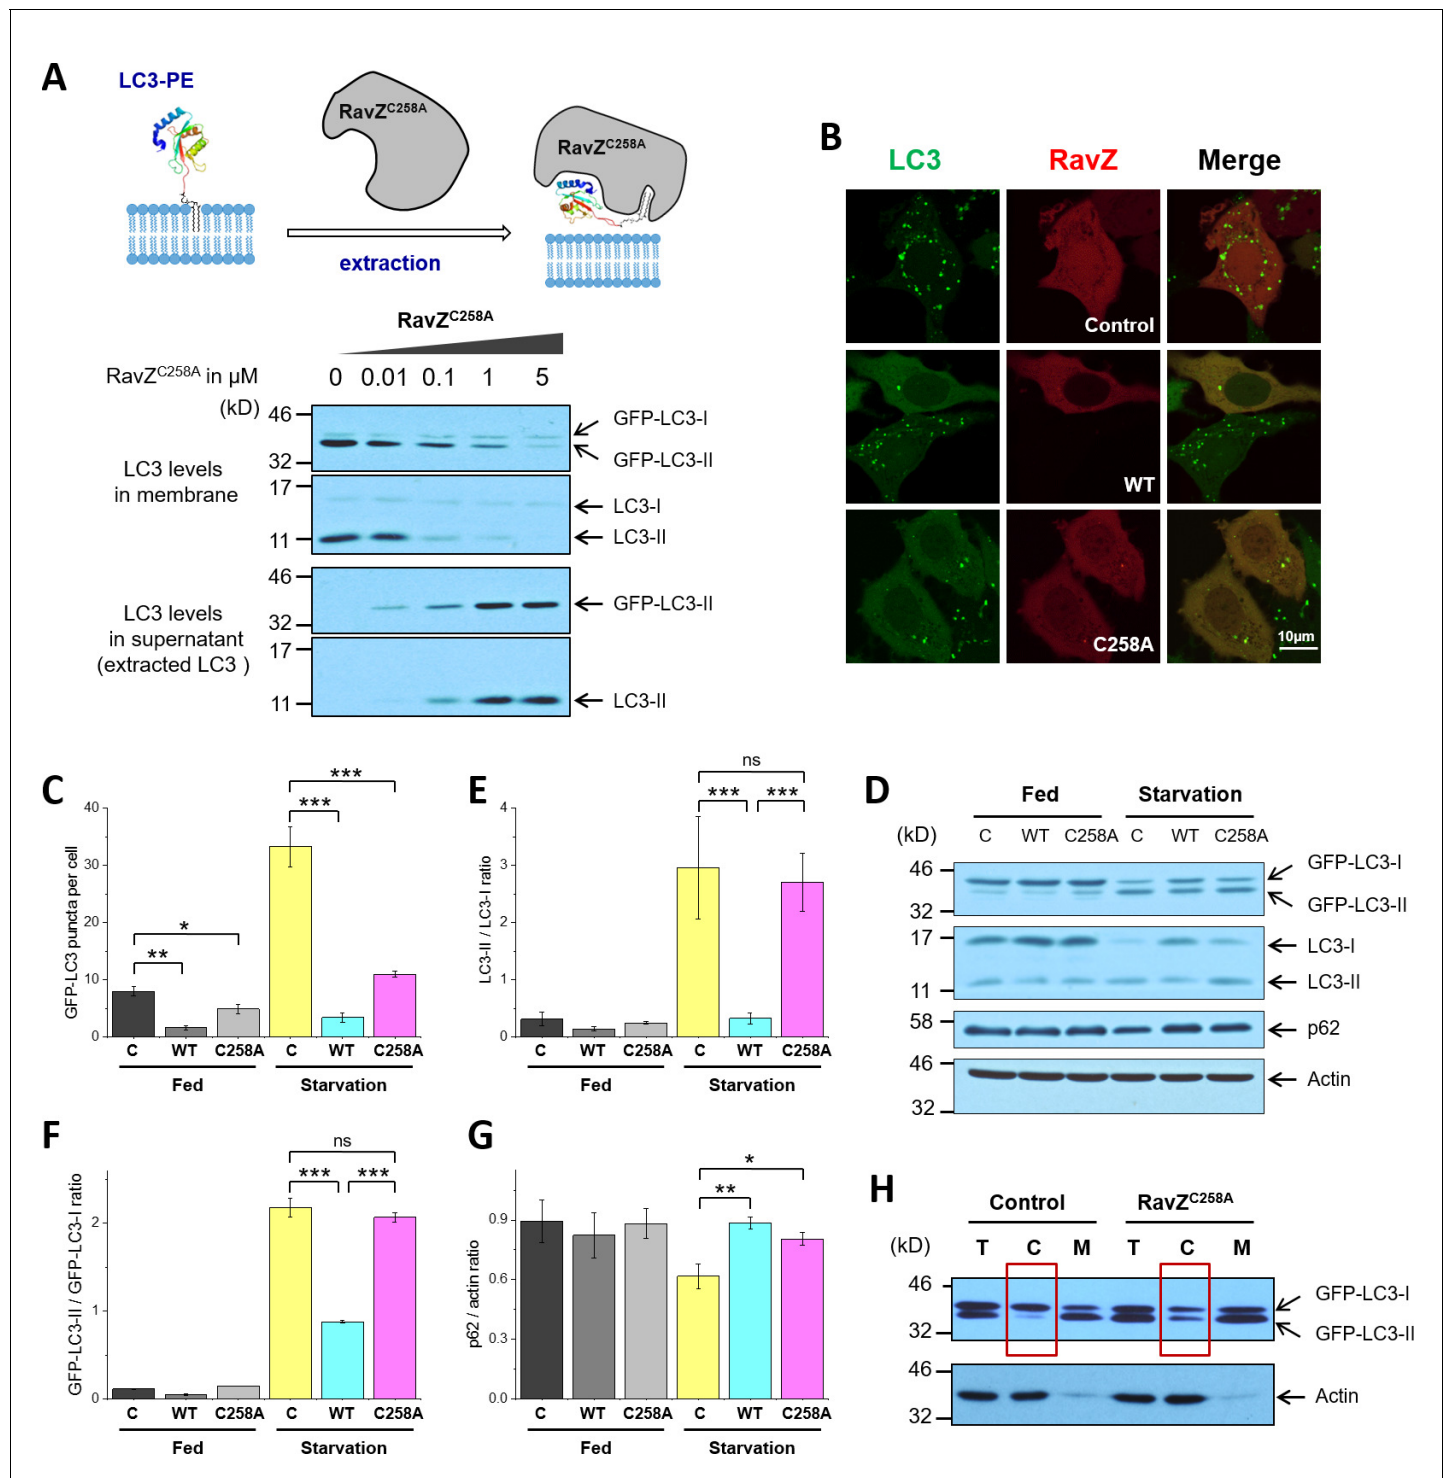 A
LC3-PE
RavZC258A
RavZC258A
extraction
RavZC258A
RavZC258A in μM 0 0.01 0.1 1 5
(kD)
46
32
GFP-LC3-I
GFP-LC3-II
LC3 levels
in membrane
17
11
LC3-I
LC3-II
46
32
GFP-LC3-II
LC3 levels
in supernatant
(extracted LC3 )
17
11
LC3-II
B
LC3 RavZ Merge
Control
WT
C258A
10μm
C
GFP-LC3 puncta per cell
40
30
20
10
0
* ** *** ***
C WT C258A C WT C258A
Fed Starvation
E
LC3-II / LC3-I ratio
4
3
2
1
0
ns
*** ***
C WT C258A C WT C258A
Fed Starvation
D
Fed Starvation
(kD) C WT C258A C WT C258A
46
32
GFP-LC3-I
GFP-LC3-II
17
11
LC3-I
LC3-II
58
p62
46
32
Actin
F
GFP-LC3-II / GFP-LC3-I ratio
2
1
0
ns
*** ***
C WT C258A C WT C258A
Fed Starvation
G
p62 / actin ratio
0.9
0.6
0.3
0.0
*
**
C WT C258A C WT C258A
Fed Starvation
H
Control RavZC258A
(kD) T C M T C M
46
32
GFP-LC3-I
GFP-LC3-II
46
32
Actin